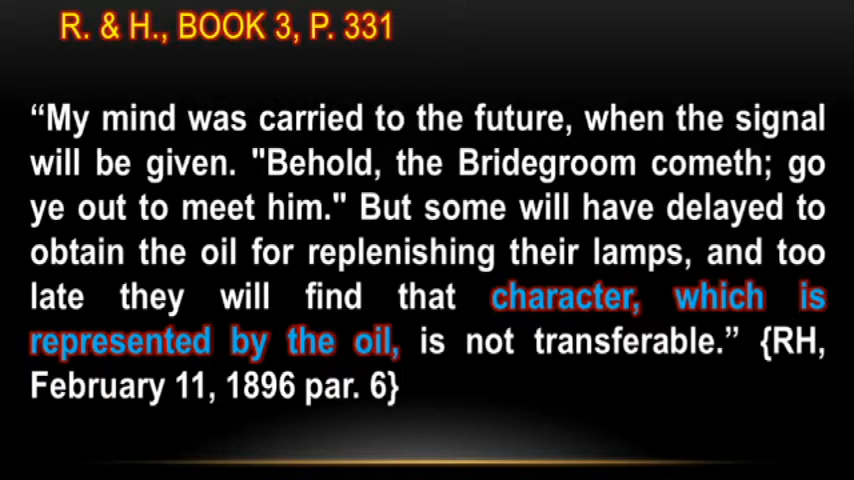 R. & H., BOOK 3, P. 331
“My mind was carried to the future, when the signal
will be given. "Behold, the Bridegroom cometh; go
ye out to meet him." But some will have delayed to
obtain the oil for replenishing their lamps, and too
late they will find that character, which is
represented by the oil, is not transferable.” {RH,
February 11, 1896 par. 6}